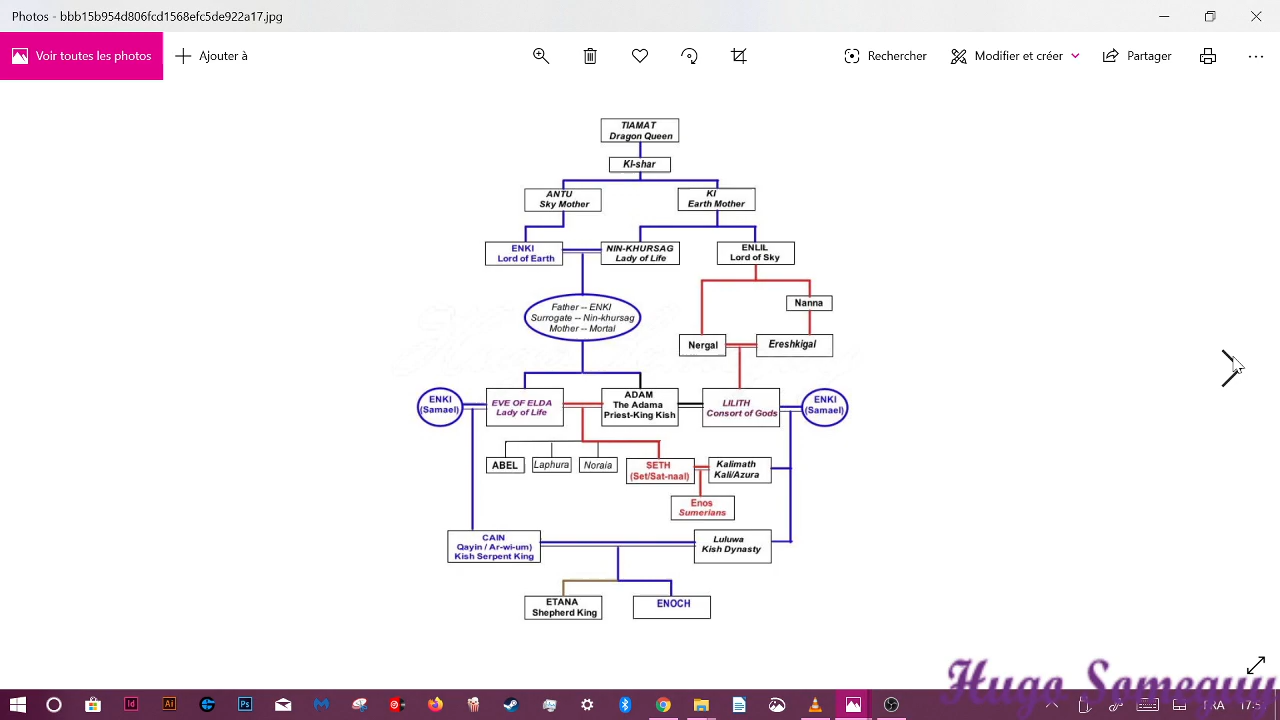 Photos - bbb15b954d806fcd1568efc5de922a17.jpg
Voir toutes les photos
Ajouter à
Rechercher
Modifier et créer
Partager
TIAMAT
Dragon Queen
KI-shar
ANTU
Sky Mother
KI
Earth Mother
ENKI
Lord of Earth
NIN-KHURSAG
Lady of Life
ENLIL
Lord of Sky
Nanna
Father -- ENKI
Surrogate -- Nin-khursag
Mother -- Mortal
Nergal
Ereshkigal
ENKI
(Samael)
EVE OF ELDA
Lady of Life
ADAM
The Adama
Priest-King Kish
LILITH
Consort of Gods
ENKI
(Samael)
ABEL
Laphura
Noraia
SETH
(Set/Sat-naal)
Kalimath
Kali/Azura
Enos
Sumerians
CAIN
Qayin / Ar-wi-um)
Kish Serpent King
Luluwa
Kish Dynasty
ETANA
Shepherd King
ENOCH
Hugo Someguy